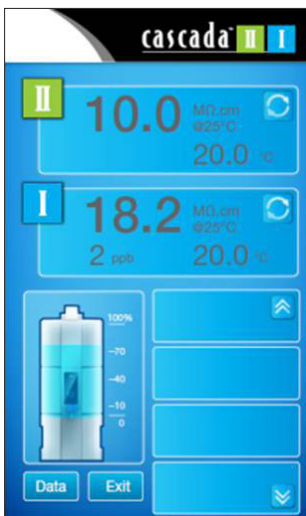 cascada™ II I
II 10.0 MΩ.cm
@25°C
20.0 °C
I 18.2 MΩ.cm
@25°C
2 ppb 20.0 °C
100%
70
40
10
0
Data Exit